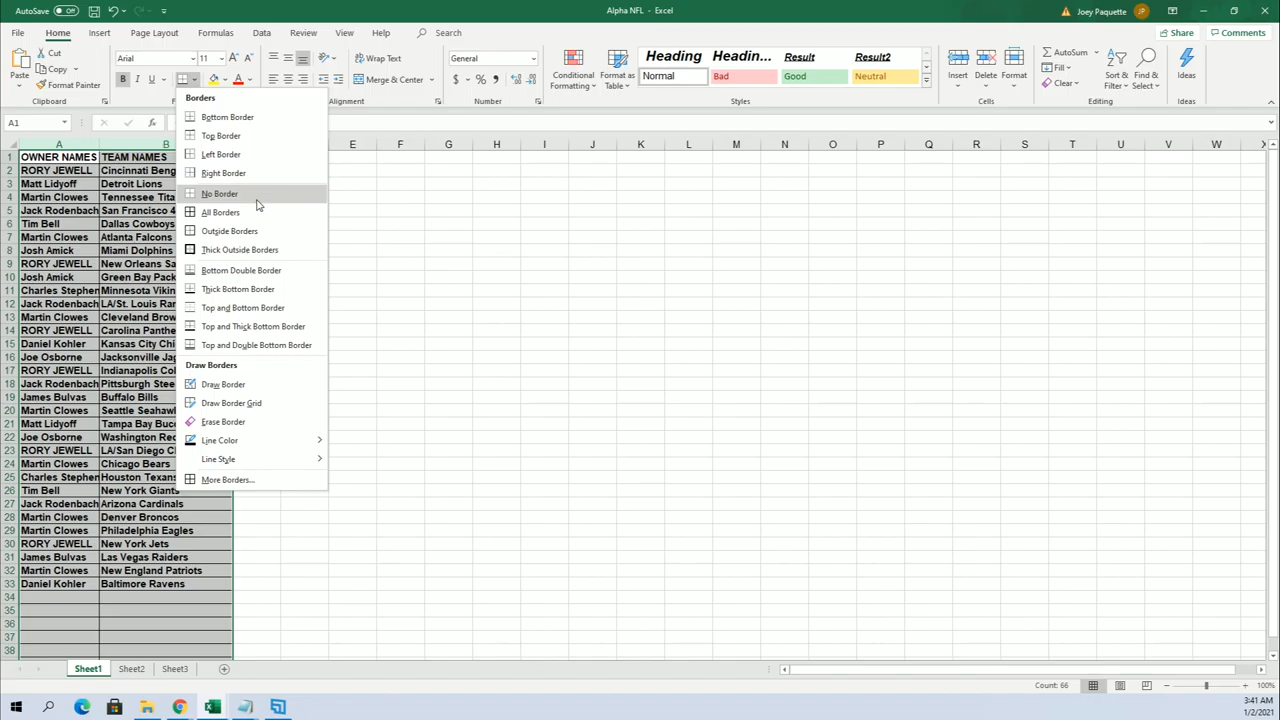 AutoSave Off
Alpha NFL - Excel
Joey Paquette JP
File Home Insert Page Layout Formulas Data Review View Help Search Share Comments
Paste Cut Copy Format Painter
Arial 11 A A
B I U
Wrap Text
Merge & Center
General
$ %
Conditional Formatting Format as Table
Heading Headin... Result Result2
Normal Bad Good Neutral
Insert Delete Format
AutoSum Fill Clear
Sort & Filter Find & Select
Ideas
Clipboard Alignment Number Styles Cells Editing Ideas
A1 fx
A B E F G H I J K L M N O P Q R S T U V W X
1 OWNER NAMES TEAM NAMES
2 RORY JEWELL Cincinnati Beng
3 Matt Lidyoff Detroit Lions
4 Martin Clowes Tennessee Tita
5 Jack Rodenbach San Francisco 4
6 Tim Bell Dallas Cowboys
7 Martin Clowes Atlanta Falcons
8 Josh Amick Miami Dolphins
9 RORY JEWELL New Orleans Sa
10 Josh Amick Green Bay Pack
11 Charles Stephen Minnesota Vikin
12 Jack Rodenbach LA/St. Louis Ran
13 Martin Clowes Cleveland Brow
14 RORY JEWELL Carolina Panthe
15 Daniel Kohler Kansas City Chi
16 Joe Osborne Jacksonville Jag
17 RORY JEWELL Indianapolis Col
18 Jack Rodenbach Pittsburgh Stee
19 James Bulvas Buffalo Bills
20 Martin Clowes Seattle Seahawl
21 Matt Lidyoff Tampa Bay Bucc
22 Joe Osborne Washington Rec
23 RORY JEWELL LA/San Diego C
24 Martin Clowes Chicago Bears
25 Charles Stephen Houston Texans
26 Tim Bell New York Giants
27 Jack Rodenbach Arizona Cardinals
28 Martin Clowes Denver Broncos
29 Martin Clowes Philadelphia Eagles
30 RORY JEWELL New York Jets
31 James Bulvas Las Vegas Raiders
32 Martin Clowes New England Patriots
33 Daniel Kohler Baltimore Ravens
34
35
36
37
38
Borders
Bottom Border
Top Border
Left Border
Right Border
No Border
All Borders
Outside Borders
Thick Outside Borders
Bottom Double Border
Thick Bottom Border
Top and Bottom Border
Top and Thick Bottom Border
Top and Double Bottom Border
Draw Borders
Draw Border
Draw Border Grid
Erase Border
Line Color
Line Style
More Borders...
Sheet1 Sheet2 Sheet3
Count: 66 100%
3:41 AM
1/2/2021